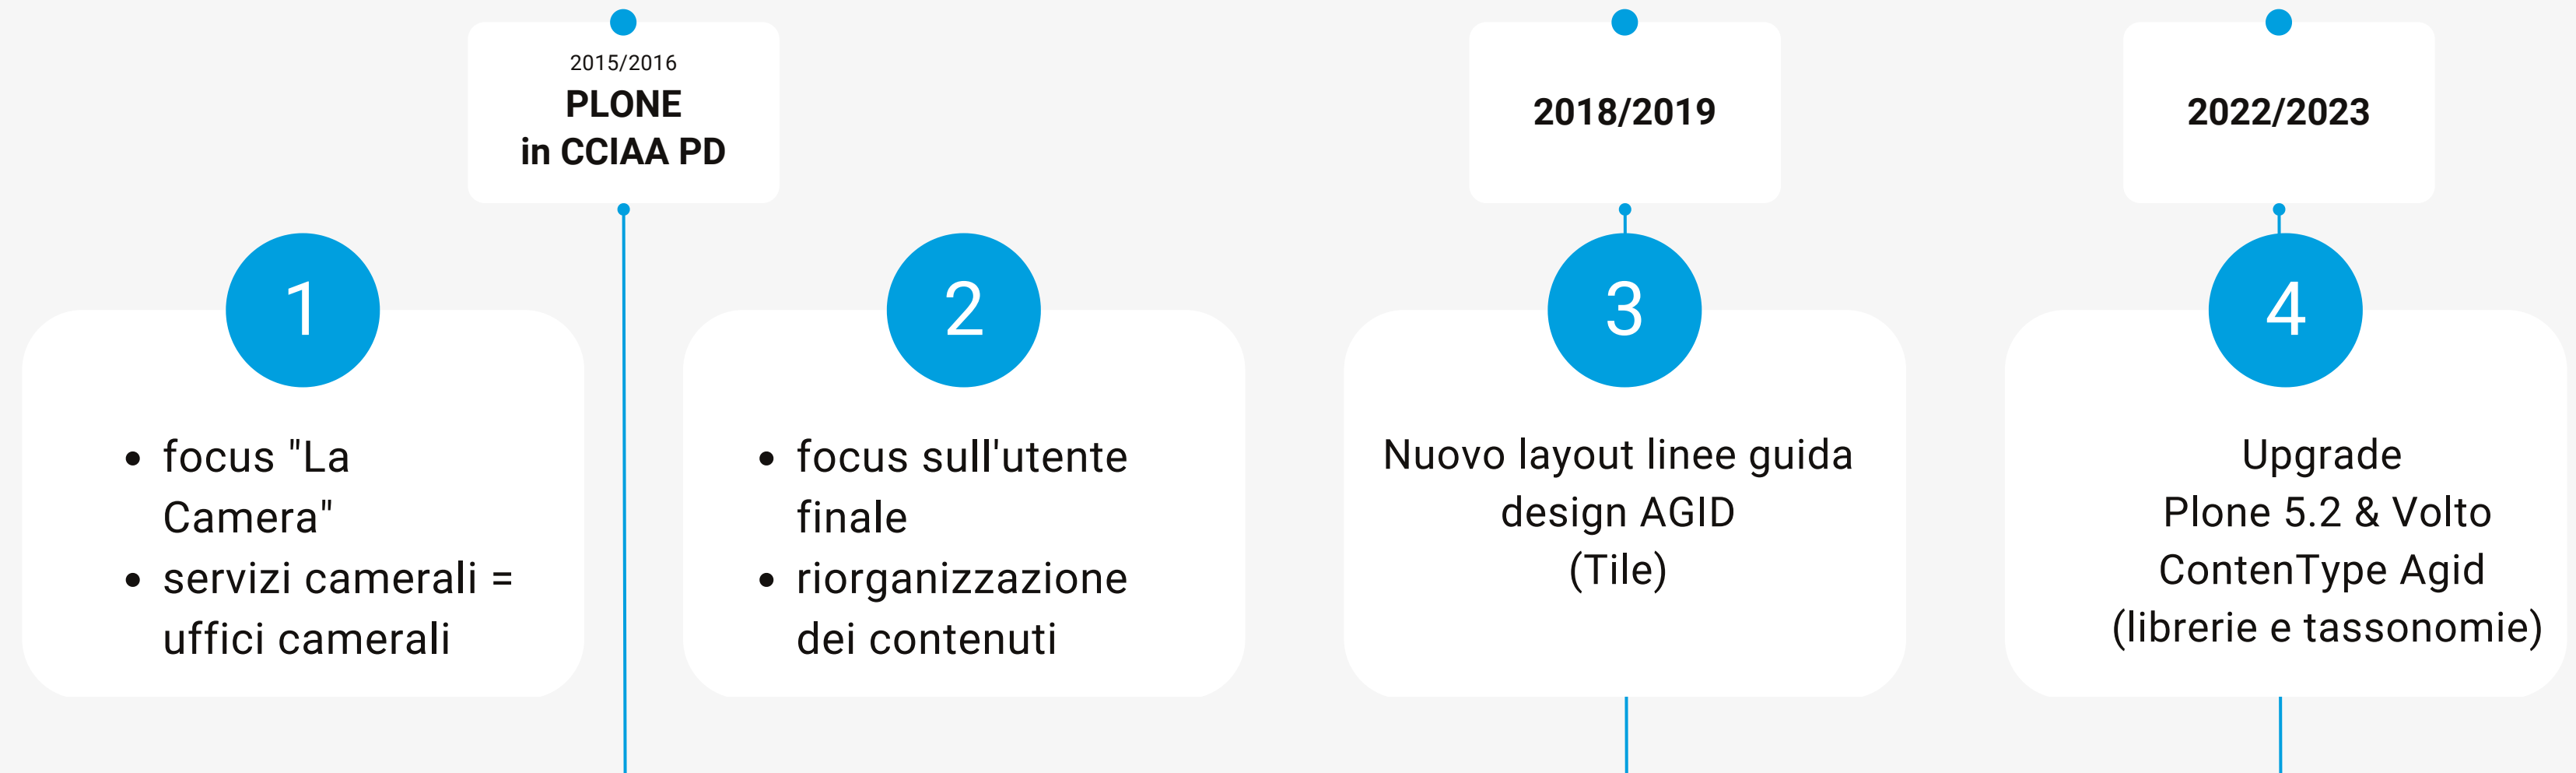 2015/2016
PLONE
in CCIAA PD
2018/2019
2022/2023
1
• focus "La
Camera"
• servizi camerali =
uffici camerali
2
• focus sull'utente
finale
• riorganizzazione
dei contenuti
3
Nuovo layout linee guida
design AGID
(Tile)
4
Upgrade
Plone 5.2 & Volto
ContenType Agid
(librerie e tassonomie)